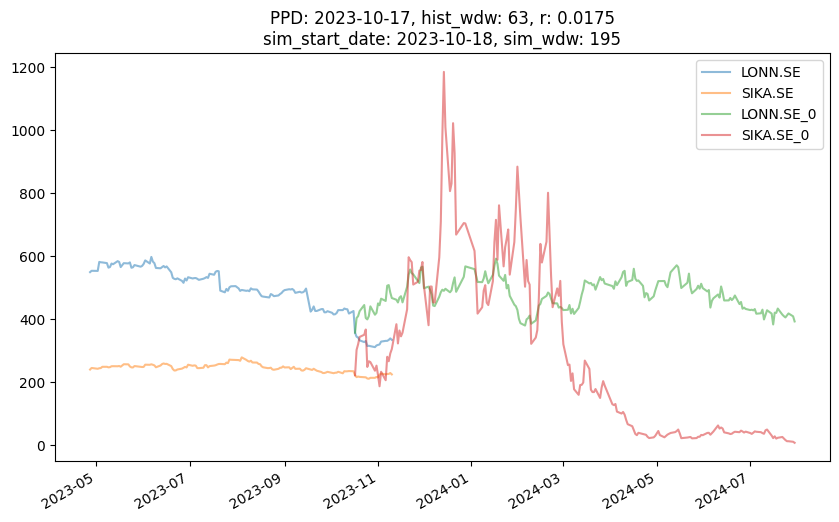 PPD: 2023-10-17, hist_wdw: 63, r: 0.0175
sim_start_date: 2023-10-18, sim_wdw: 195
1200
1000
800
600
400
200
0
LONN.SE
SIKA.SE
LONN.SE_0
SIKA.SE_0
2023-05
2023-07
2023-09
2023-11
2024-01
2024-03
2024-05
2024-07